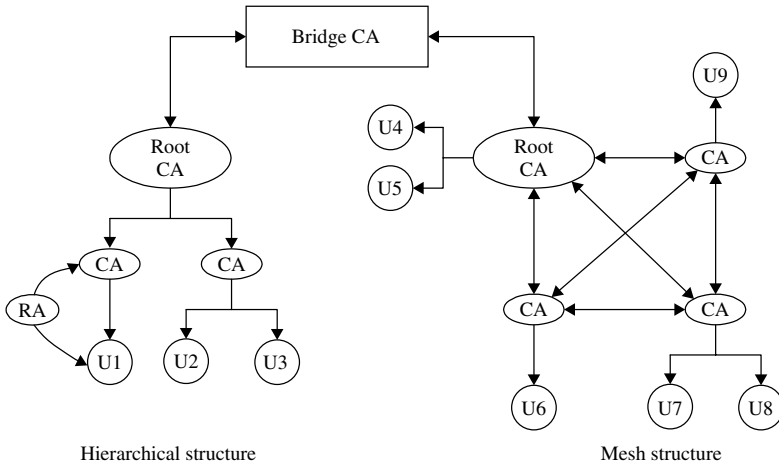 Bridge CA
U9
U4
Root
CA
Root
CA
CA
U5
CA
CA
RA
CA
CA
U1
U2
U3
U6
U7
U8
Hierarchical structure
Mesh structure